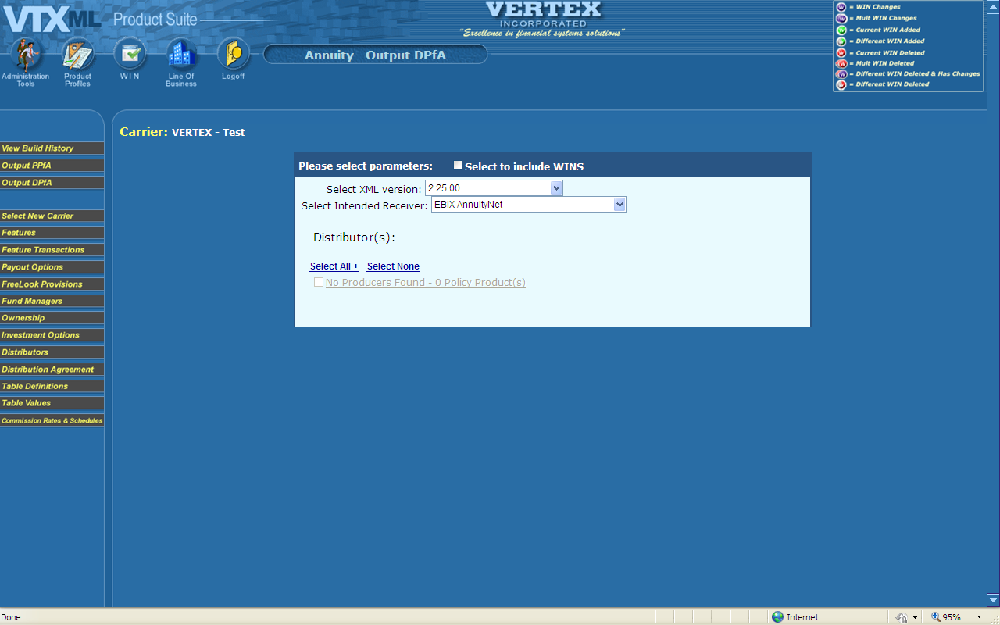 VTXML Product Suite
VERTEX
INCORPORATED
"Excellence in financial systems solutions"
Administration Tools
Product Profiles
WIN
Line Of Business
Logoff
Annuity Output DPfA
W = WIN Changes
W = Mult WIN Changes
W = Current WIN Added
W = Different WIN Added
W = Current WIN Deleted
W = Mult WIN Deleted
W = Different WIN Deleted & Has Changes
W = Different WIN Deleted
View Build History
Output PPfA
Output DPfA
Select New Carrier
Features
Feature Transactions
Payout Options
FreeLook Provisions
Fund Managers
Ownership
Investment Options
Distributors
Distribution Agreement
Table Definitions
Table Values
Commission Rates & Schedules
Carrier: VERTEX - Test
Please select parameters: Select to include WINS
Select XML version: 2.25.00
Select Intended Receiver: EBIX AnnuityNet
Distributor(s):
Select All + Select None
No Producers Found - 0 Policy Product(s)
Done
Internet
95%